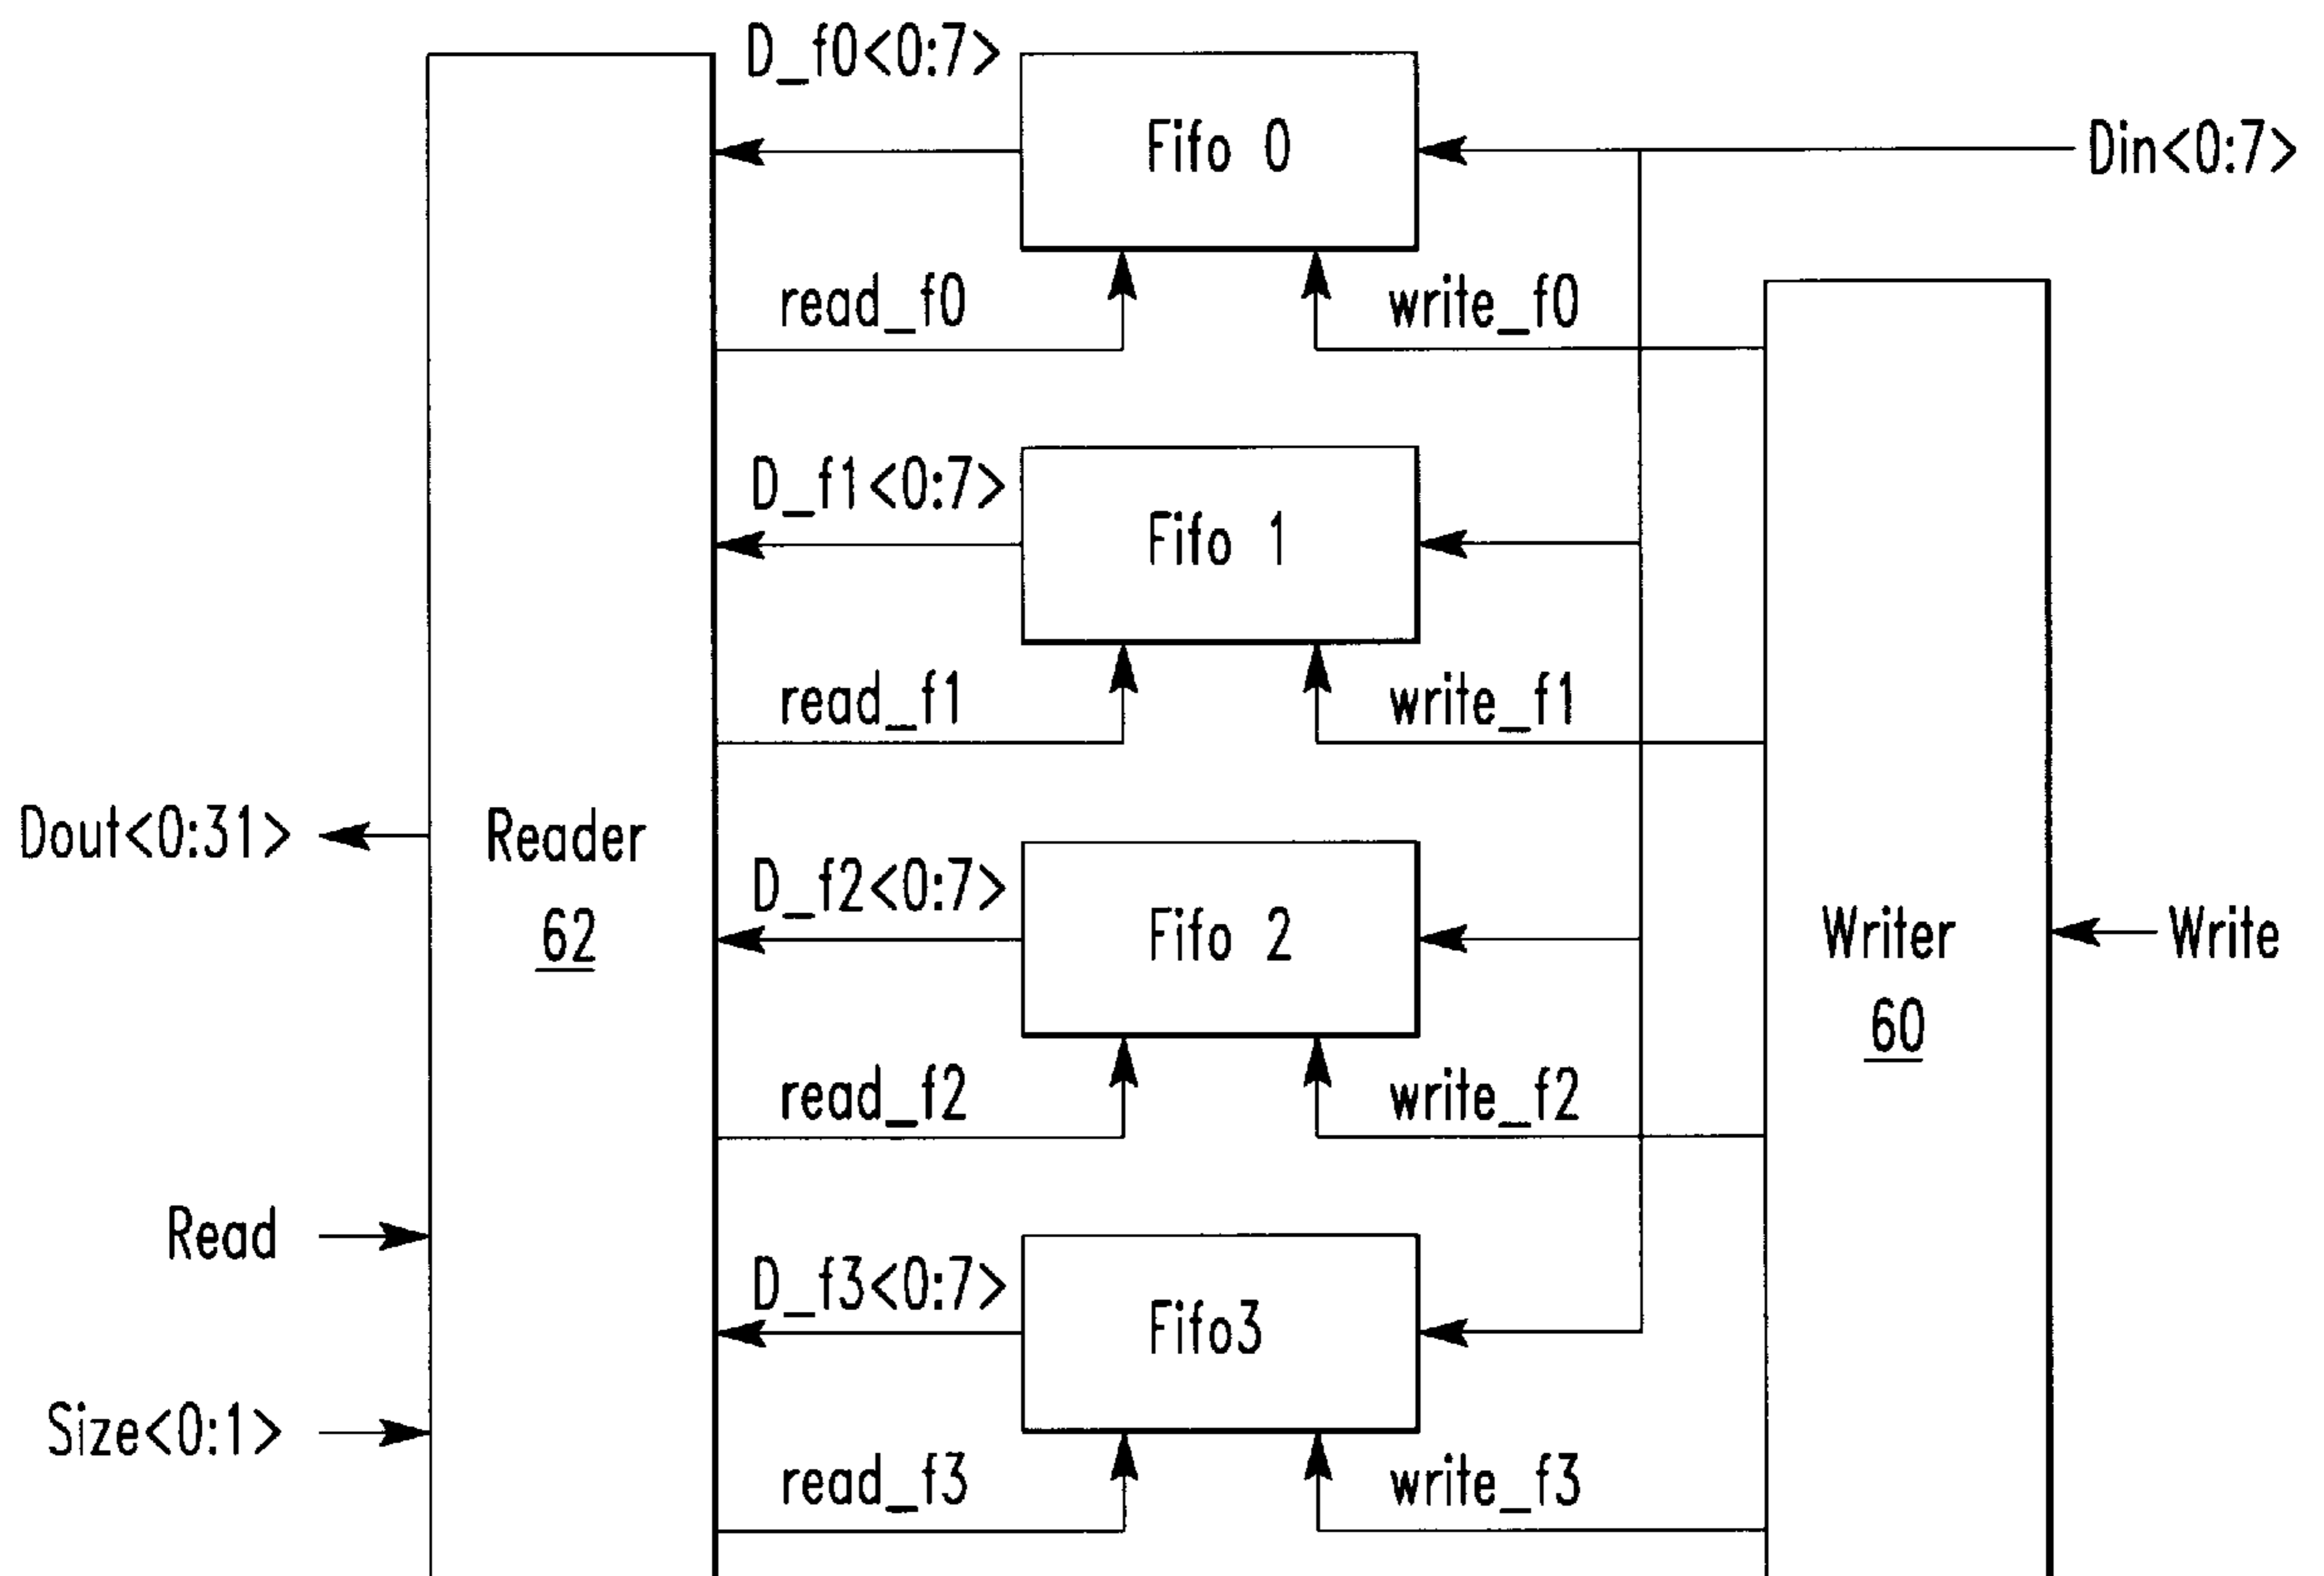 D_f0<0:7>
Fifo 0
Din<0:7>
read_f0
write_f0
D_f1<0:7>
Fifo 1
read_f1
write_f1
Dout<0:31>
Reader
62
D_f2<0:7>
Fifo 2
Writer
60
Write
read_f2
write_f2
Read
D_f3<0:7>
Fifo3
Size<0:1>
read_f3
write_f3